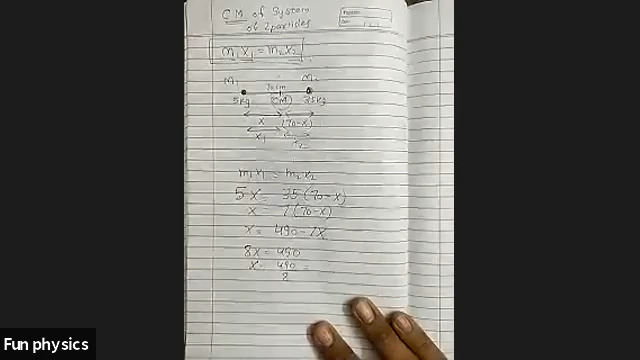 CM of System
of 2 particles
m₁x₁ = m₂x₂
M₁ 70cm M₂
5kg (CM) 35kg
x (70-x)
x₁ x₂
m₁x₁ = m₂x₂
5x = 35(70-x)
x = 7(70-x)
x = 490-7x
8x = 490
x = 490 =
8
Fun physics